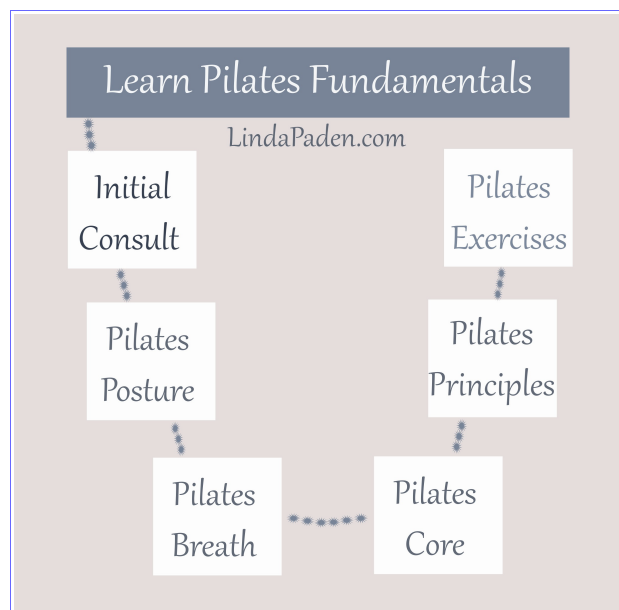 Learn Pilates Fundamentals
LindaPaden.com
Initial
Consult
Pilates
Posture
Pilates
Breath
Pilates
Core
Pilates
Principles
Pilates
Exercises